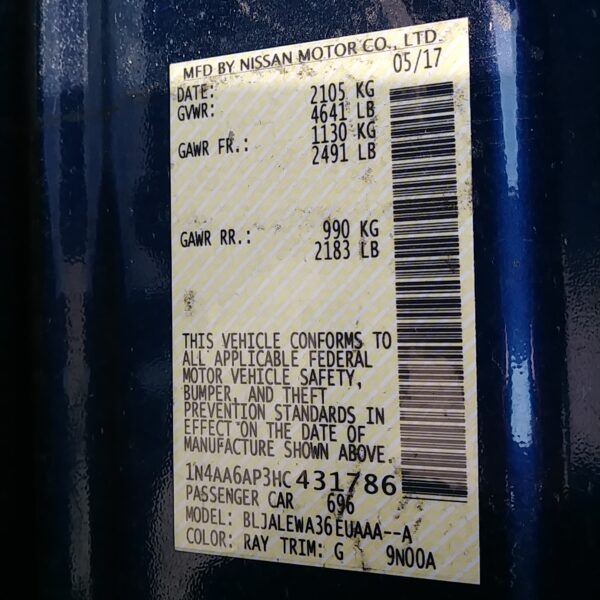 MFD BY NISSAN MOTOR CO., LTD.
DATE: 05/17
GVWR: 2105 KG
4641 LB
GAWR FR.: 1130 KG
2491 LB
GAWR RR.: 990 KG
2183 LB
THIS VEHICLE CONFORMS TO
ALL APPLICABLE FEDERAL
MOTOR VEHICLE SAFETY,
BUMPER, AND THEFT
PREVENTION STANDARDS IN
EFFECT ON THE DATE OF
MANUFACTURE SHOWN ABOVE.
1N4AA6AP3HC431786
PASSENGER CAR 696
MODEL: BLJALEWA36EUAAA--A
COLOR: RAY TRIM: G 9N00A